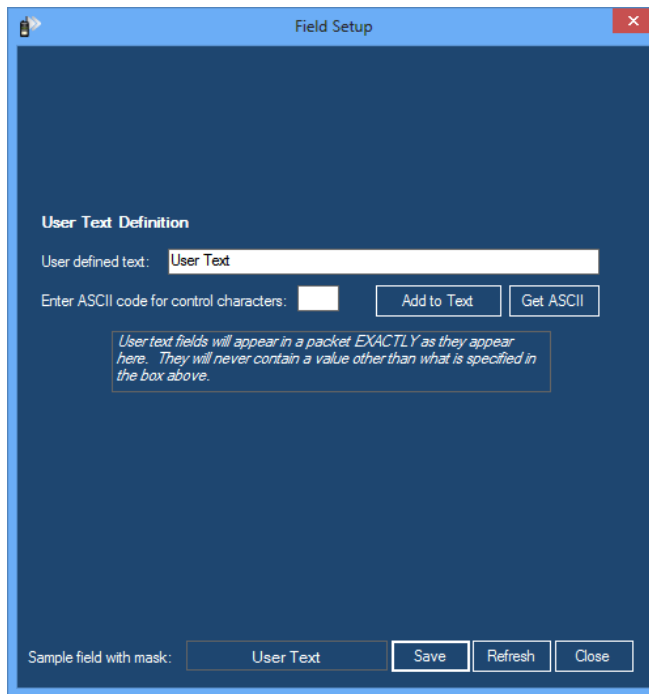 Field Setup
User Text Definition
User defined text: User Text
Enter ASCII code for control characters: Add to Text Get ASCII
User text fields will appear in a packet EXACTLY as they appear
here. They will never contain a value other than what is specified in
the box above.
Sample field with mask: User Text Save Refresh Close